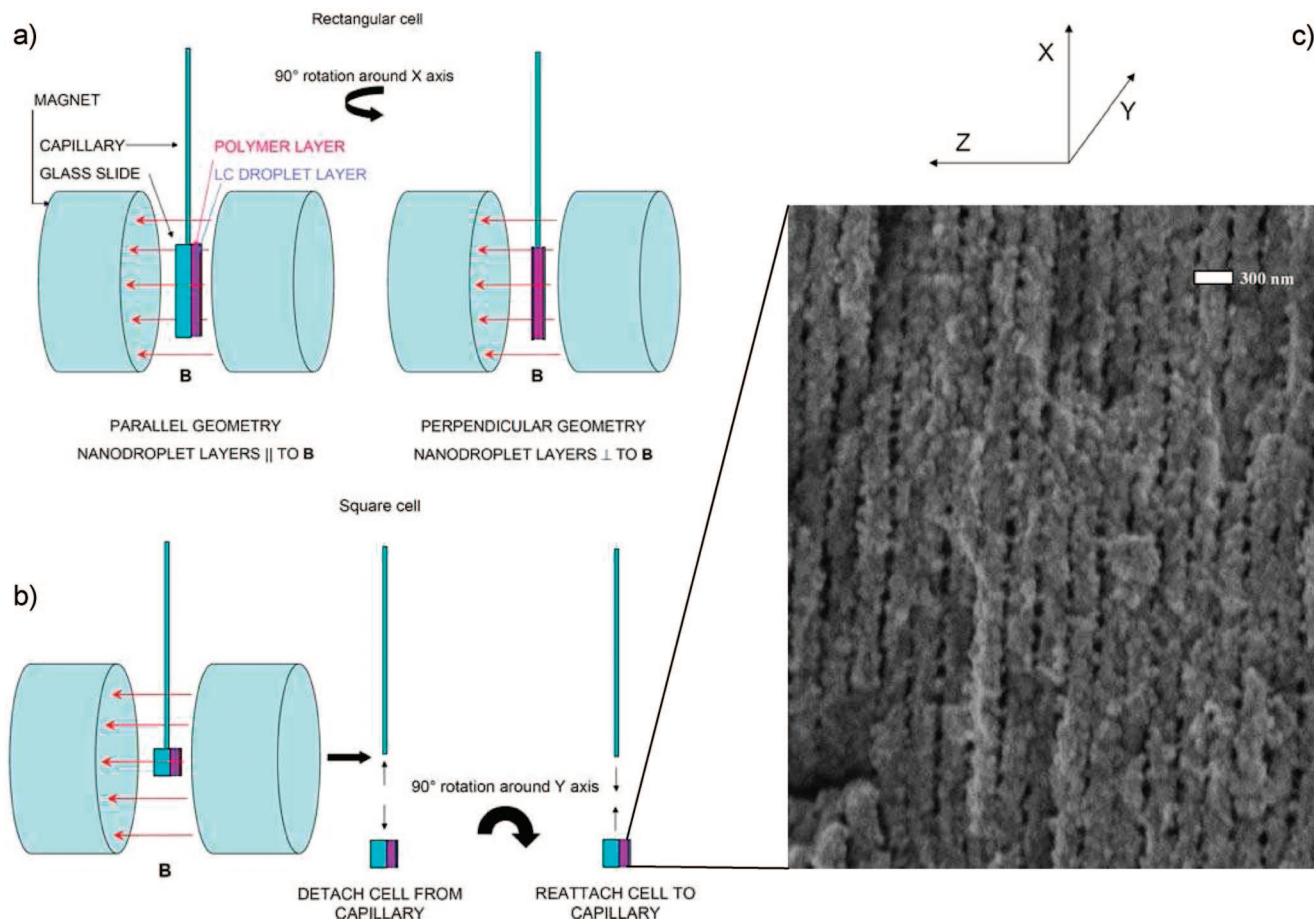 a)
Rectangular cell
90° rotation around X axis
MAGNET
CAPILLARY
GLASS SLIDE
POLYMER LAYER
LC DROPLET LAYER
B
PARALLEL GEOMETRY
NANODROPLET LAYERS || TO B
B
PERPENDICULAR GEOMETRY
NANODROPLET LAYERS ⊥ TO B
Square cell
b)
B
90° rotation around Y axis
DETACH CELL FROM
CAPILLARY
REATTACH CELL TO
CAPILLARY
c)
X
Y
Z
300 nm